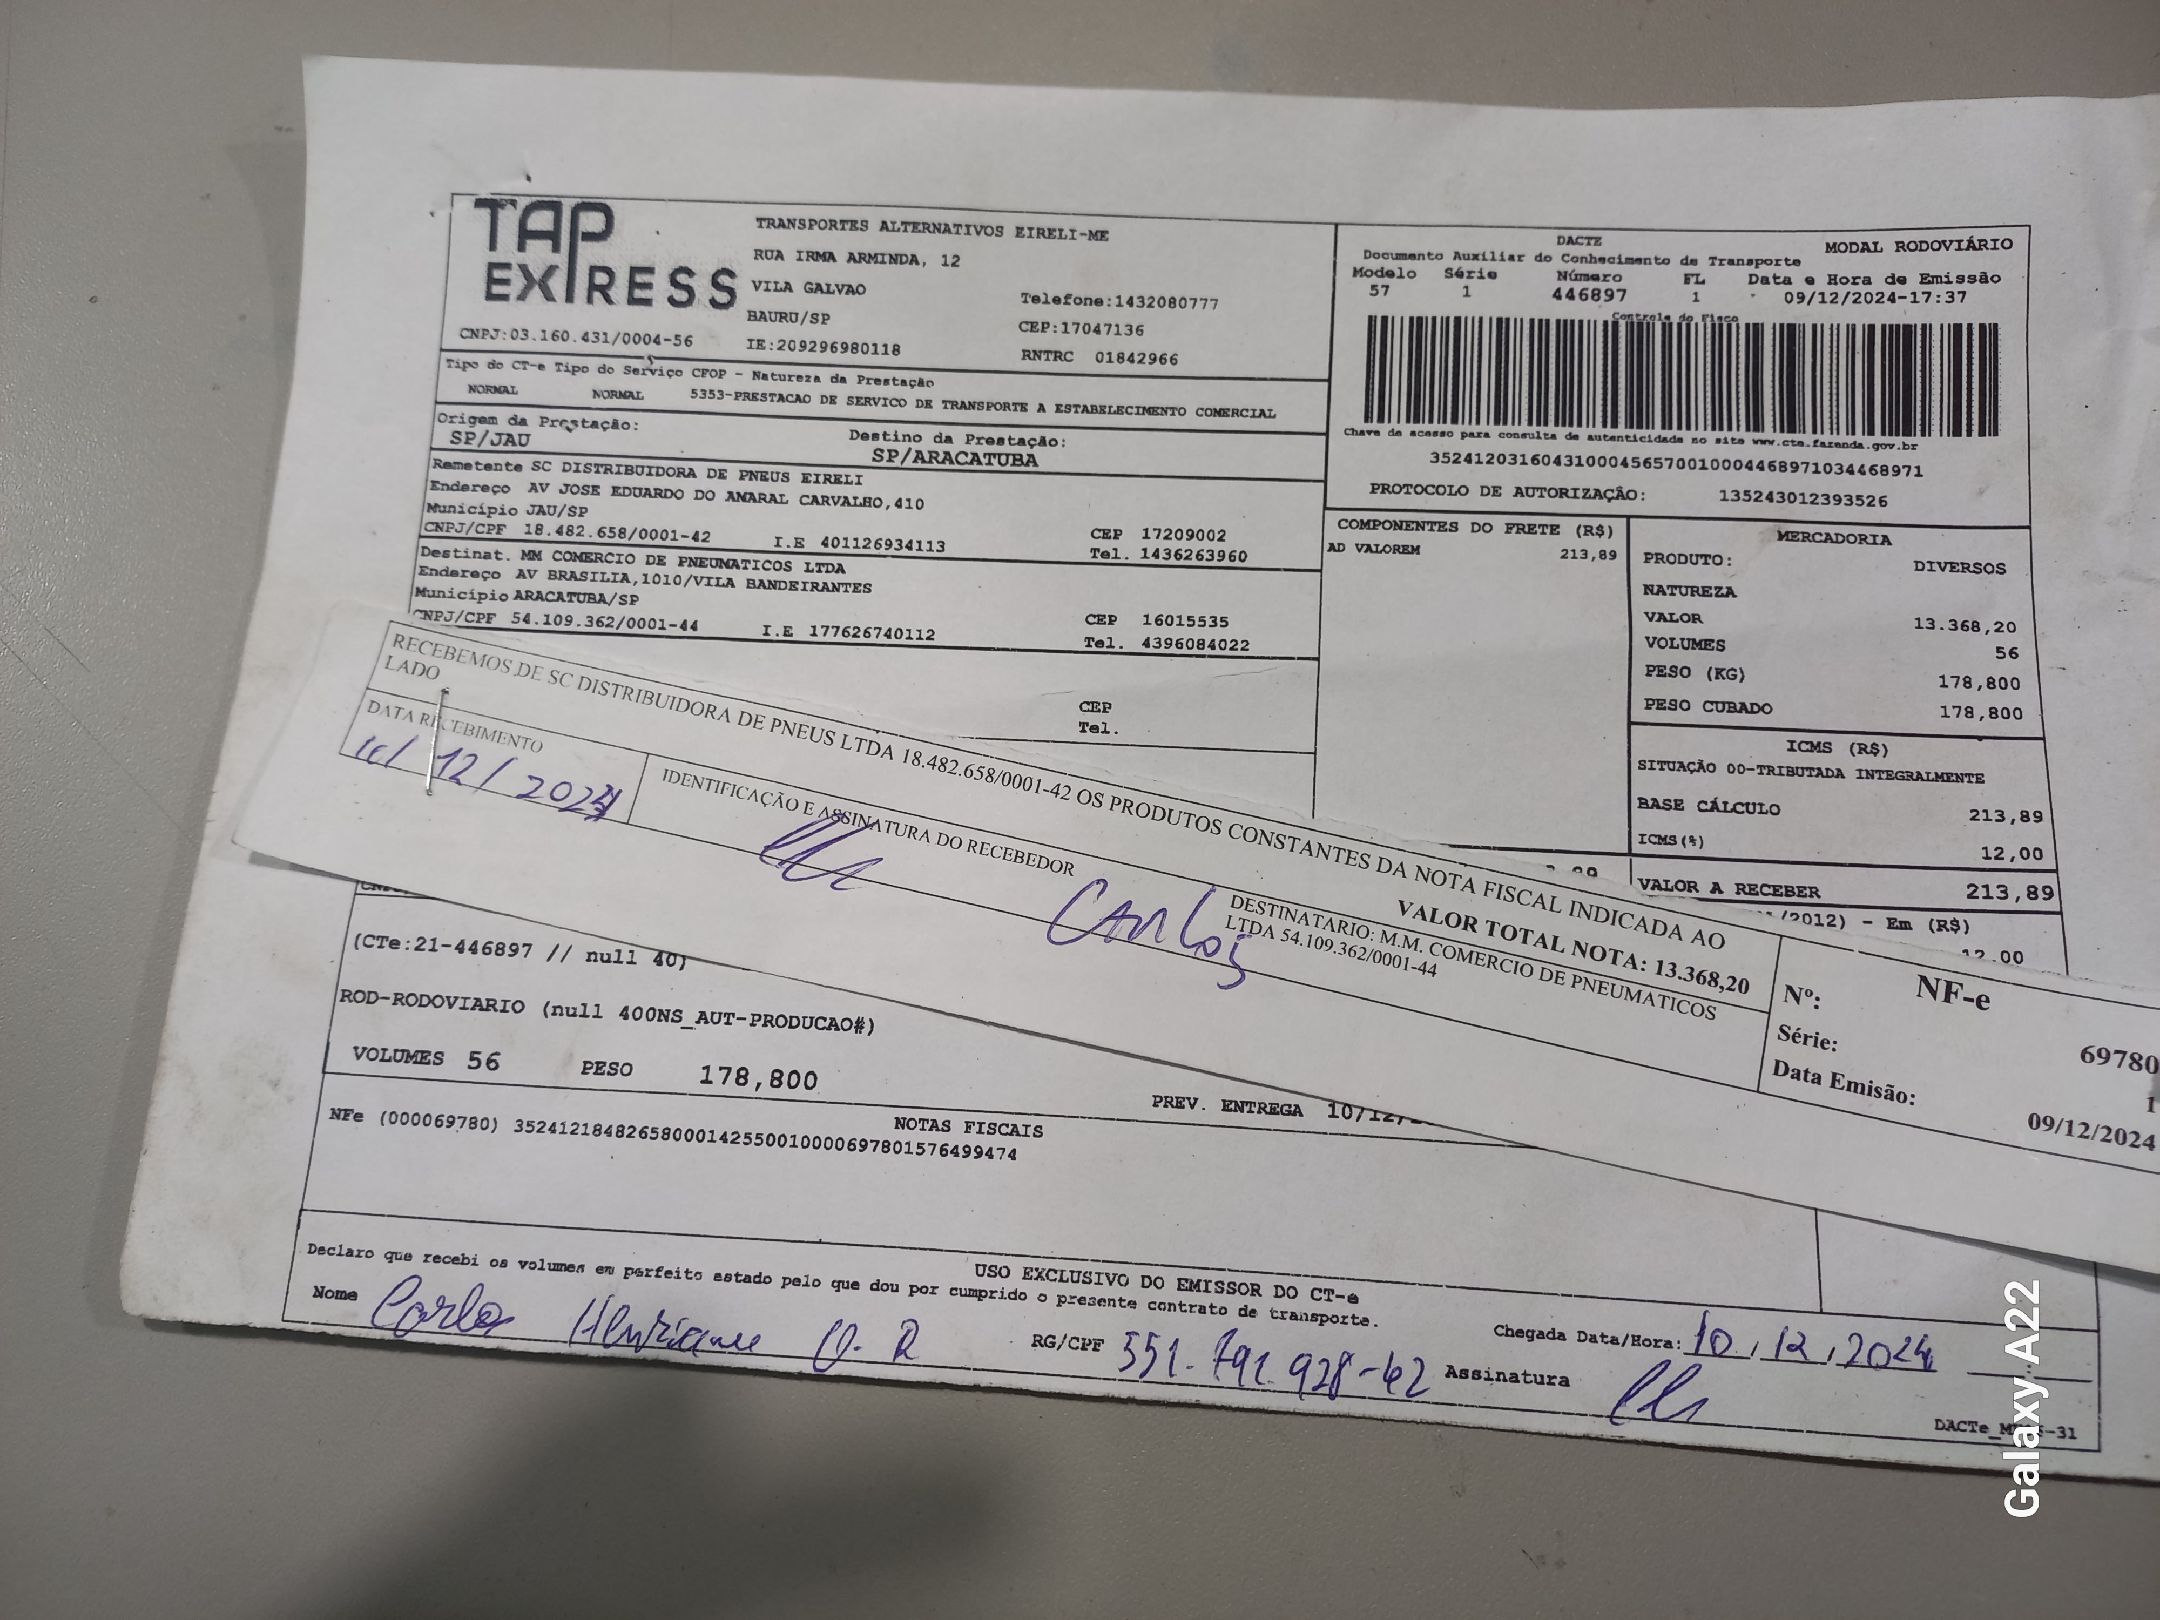 TAP EXPRESS
TRANSPORTES ALTERNATIVOS EIRELI-ME
RUA IRMA ARMINDA, 12
VILA GALVAO
Telefone:1432080777
BAURU/SP
CEP:17047136
CNPJ:03.160.431/0004-56
IE:209296980118
RNTRC 01842966
DACTE
MODAL RODOVIÁRIO
Documento Auxiliar do Conhecimento de Transporte
Modelo Série Número FL Data e Hora de Emissão
57 1 446897 1 09/12/2024-17:37
Controle do Fisco
Chave de acesso para consulta de autenticidade no site www.cte.fazenda.gov.br
35241203160431000456570010004468971034468971
PROTOCOLO DE AUTORIZAÇÃO: 135243012393526
Tipo do CT-e Tipo do Serviço CFOP - Natureza da Prestação
NORMAL NORMAL 5353-PRESTACAO DE SERVICO DE TRANSPORTE A ESTABELECIMENTO COMERCIAL
Origem da Prestação: Destino da Prestação:
SP/JAU SP/ARACATUBA
Remetente SC DISTRIBUIDORA DE PNEUS EIRELI
Endereço AV JOSE EDUARDO DO AMARAL CARVALHO,410
Município JAU/SP CEP 17209002
CNPJ/CPF 18.482.658/0001-42 I.E 401126934113 Tel. 1436263960
Destinat. MM COMERCIO DE PNEUMATICOS LTDA
Endereço AV BRASILIA,1010/VILA BANDEIRANTES
Município ARACATUBA/SP CEP 16015535
CNPJ/CPF 54.109.362/0001-44 I.E 177626740112 Tel. 4396084022
CEP
Tel.
COMPONENTES DO FRETE (R$)
AD VALOREM 213,89
MERCADORIA
PRODUTO: DIVERSOS
NATUREZA
VALOR 13.368,20
VOLUMES 56
PESO (KG) 178,800
PESO CUBADO 178,800
ICMS (R$)
SITUAÇÃO 00-TRIBUTADA INTEGRALMENTE
BASE CÁLCULO 213,89
ICMS(%) 12,00
VALOR A RECEBER 213,89
/2012) - Em (R$)
12.00
RECEBEMOS DE SC DISTRIBUIDORA DE PNEUS LTDA 18.482.658/0001-42 OS PRODUTOS CONSTANTES DA NOTA FISCAL INDICADA AO
LADO
VALOR TOTAL NOTA: 13.368,20
DATA RECEBIMENTO
/12/2024
IDENTIFICAÇÃO E ASSINATURA DO RECEBEDOR
Carlos
DESTINATARIO: M.M. COMERCIO DE PNEUMATICOS
LTDA 54.109.362/0001-44
NF-e
Nº: 69780
Série: 1
Data Emissão: 09/12/2024
(CTe:21-446897 // null 40)
ROD-RODOVIARIO (null 400NS_AUT-PRODUCAO#)
VOLUMES 56 PESO 178,800
PREV. ENTREGA 10/12/
NOTAS FISCAIS
NFe (000069780) 35241218482658000142550010000697801576499474
USO EXCLUSIVO DO EMISSOR DO CT-e
Declaro que recebi os volumes em perfeito estado pelo que dou por cumprido o presente contrato de transporte.
Nome Carlos Henrique O. R RG/CPF 551.791.928-62 Assinatura
Chegada Data/Hora: 10,12,2024
Galaxy A22